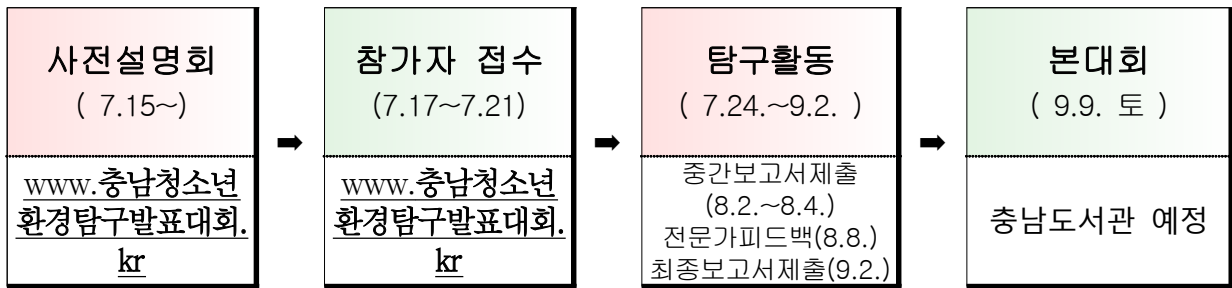 사전설명회
( 7.15~)
www.충남청소년
환경탐구발표대회.
kr
➡
참가자 접수
(7.17~7.21)
www.충남청소년
환경탐구발표대회.
kr
➡
탐구활동
( 7.24.~9.2. )
중간보고서제출
(8.2.~8.4.)
전문가피드백(8.8.)
최종보고서제출(9.2.)
➡
본대회
( 9.9. 토 )
충남도서관 예정